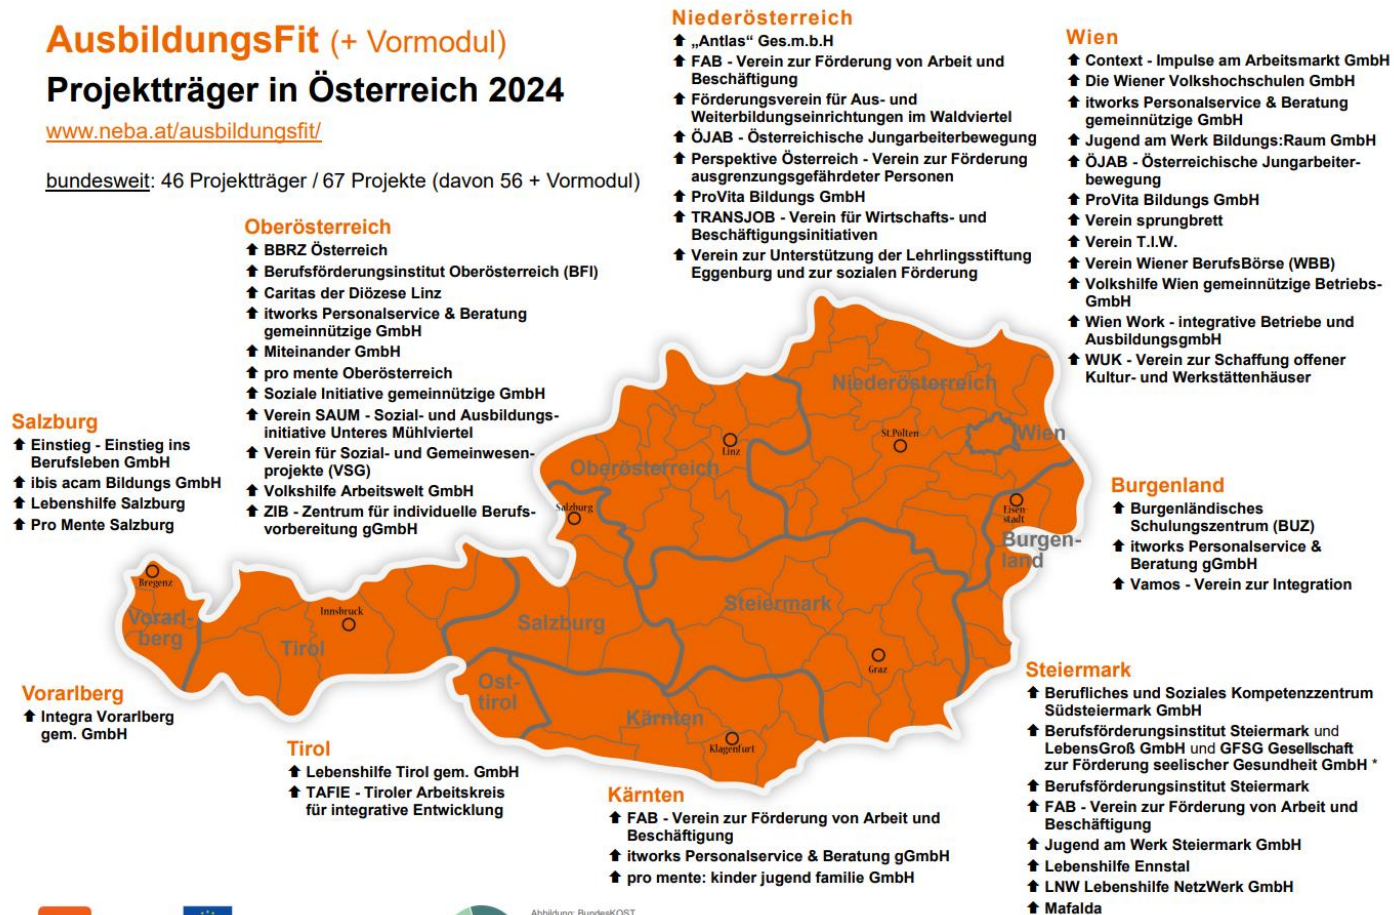 AusbildungsFit (+ Vormodul)
Projektträger in Österreich 2024
www.neba.at/ausbildungsfit/
bundesweit: 46 Projektträger / 67 Projekte (davon 56 + Vormodul)
Niederösterreich
„Antlas“ Ges.m.b.H
FAB - Verein zur Förderung von Arbeit und
Beschäftigung
Förderungsverein für Aus- und
Weiterbildungseinrichtungen im Waldviertel
ÖJAB - Österreichische Jungarbeiterbewegung
Perspektive Österreich - Verein zur Förderung
ausgrenzungsgefährdeter Personen
ProVita Bildungs GmbH
TRANSJOB - Verein für Wirtschafts- und
Beschäftigungsinitiativen
Verein zur Unterstützung der Lehrlingsstiftung
Eggenburg und zur sozialen Förderung
Wien
Context - Impulse am Arbeitsmarkt GmbH
Die Wiener Volkshochschulen GmbH
itworks Personalservice & Beratung
gemeinnützige GmbH
Jugend am Werk Bildungs:Raum GmbH
ÖJAB - Österreichische Jungarbeiter-
bewegung
ProVita Bildungs GmbH
Verein sprungbrett
Verein T.I.W.
Verein Wiener BerufsBörse (WBB)
Volkshilfe Wien gemeinnützige Betriebs-
GmbH
Wien Work - integrative Betriebe und
AusbildungsgmbH
WUK - Verein zur Schaffung offener
Kultur- und Werkstättenhäuser
Oberösterreich
BBRZ Österreich
Berufsförderungsinstitut Oberösterreich (BFI)
Caritas der Diözese Linz
itworks Personalservice & Beratung
gemeinnützige GmbH
Miteinander GmbH
pro mente Oberösterreich
Soziale Initiative gemeinnützige GmbH
Verein SAUM - Sozial- und Ausbildungs-
initiative Unteres Mühlviertel
Verein für Sozial- und Gemeinwesen-
projekte (VSG)
Volkshilfe Arbeitswelt GmbH
ZIB - Zentrum für individuelle Berufs-
vorbereitung gGmbH
Salzburg
Einstieg - Einstieg ins
Berufsleben GmbH
ibis acam Bildungs GmbH
Lebenshilfe Salzburg
Pro Mente Salzburg
Niederösterreich
St.Pölten
Wien
Linz
Oberösterreich
Salzburg
Eisen
stadt
Burgen-
land
Bregenz
Vorarl-
berg
Innsbruck
Tirol
Salzburg
Steiermark
Graz
Ost-
tirol
Kärnten
Klagenfurt
Burgenland
Burgenländisches
Schulungszentrum (BUZ)
itworks Personalservice &
Beratung gGmbH
Vamos - Verein zur Integration
Vorarlberg
Integra Vorarlberg
gem. GmbH
Tirol
Lebenshilfe Tirol gem. GmbH
TAFIE - Tiroler Arbeitskreis
für integrative Entwicklung
Kärnten
FAB - Verein zur Förderung von Arbeit und
Beschäftigung
itworks Personalservice & Beratung gGmbH
pro mente: kinder jugend familie GmbH
Steiermark
Berufliches und Soziales Kompetenzzentrum
Südsteiermark GmbH
Berufsförderungsinstitut Steiermark und
LebensGroß GmbH und GFSG Gesellschaft
zur Förderung seelischer Gesundheit GmbH *
Berufsförderungsinstitut Steiermark
FAB - Verein zur Förderung von Arbeit und
Beschäftigung
Jugend am Werk Steiermark GmbH
Lebenshilfe Ennstal
LNW Lebenshilfe NetzWerk GmbH
Mafalda
Abbildung: BundesKOST